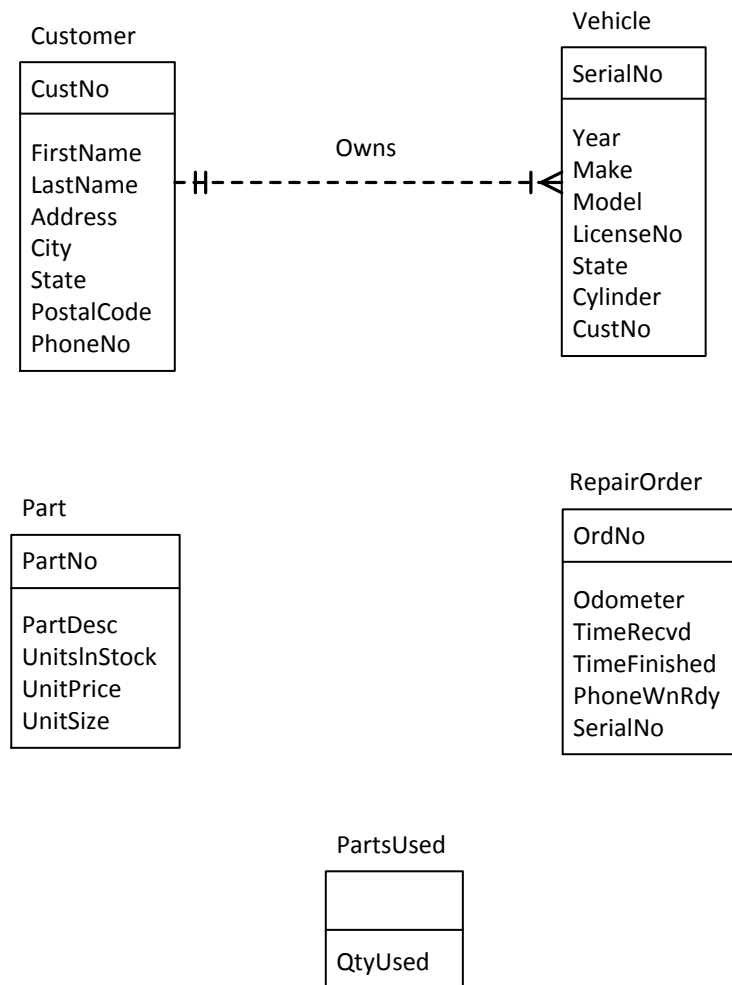 Customer
CustNo
FirstName
LastName
Address
City
State
PostalCode
PhoneNo
Owns
Vehicle
SerialNo
Year
Make
Model
LicenseNo
State
Cylinder
CustNo
Part
PartNo
PartDesc
UnitsInStock
UnitPrice
UnitSize
RepairOrder
OrdNo
Odometer
TimeRecvd
TimeFinished
PhoneWnRdy
SerialNo
PartsUsed
QtyUsed